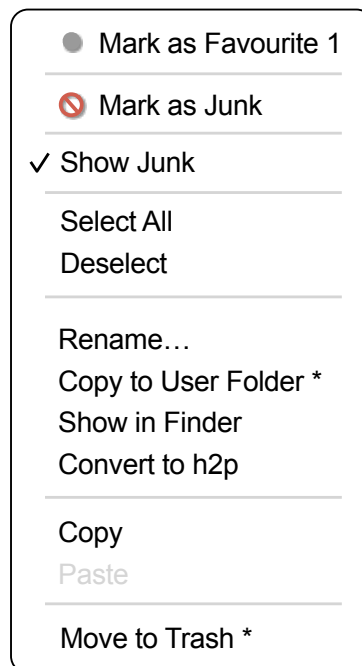 Mark as Favourite 1
Mark as Junk
✓ Show Junk
Select All
Deselect
Rename…
Copy to User Folder *
Show in Finder
Convert to h2p
Copy
Paste
Move to Trash *